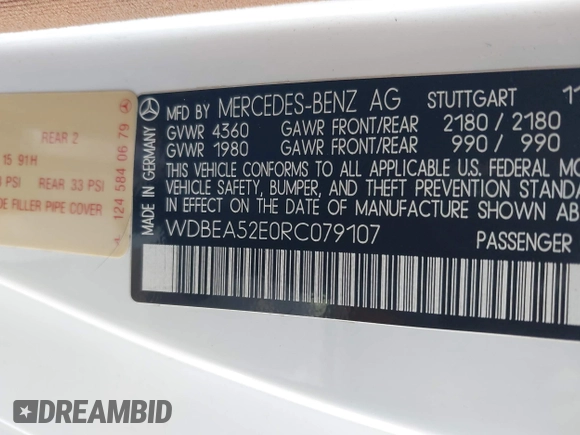 REAR 2
15 91H
PSI REAR 33 PSI
FILLER PIPE COVER
124 584 06 79
MADE IN GERMANY
MFD BY MERCEDES-BENZ AG STUTTGART 11
GVWR 4360 GAWR FRONT/REAR 2180 / 2180
GVWR 1980 GAWR FRONT/REAR 990 / 990
THIS VEHICLE CONFORMS TO ALL APPLICABLE U.S. FEDERAL MO
VEHICLE SAFETY, BUMPER, AND THEFT PREVENTION STANDA
IN EFFECT ON THE DATE OF MANUFACTURE SHOWN AB
WDBEA52E0RC079107 PASSENGER
DREAMBID